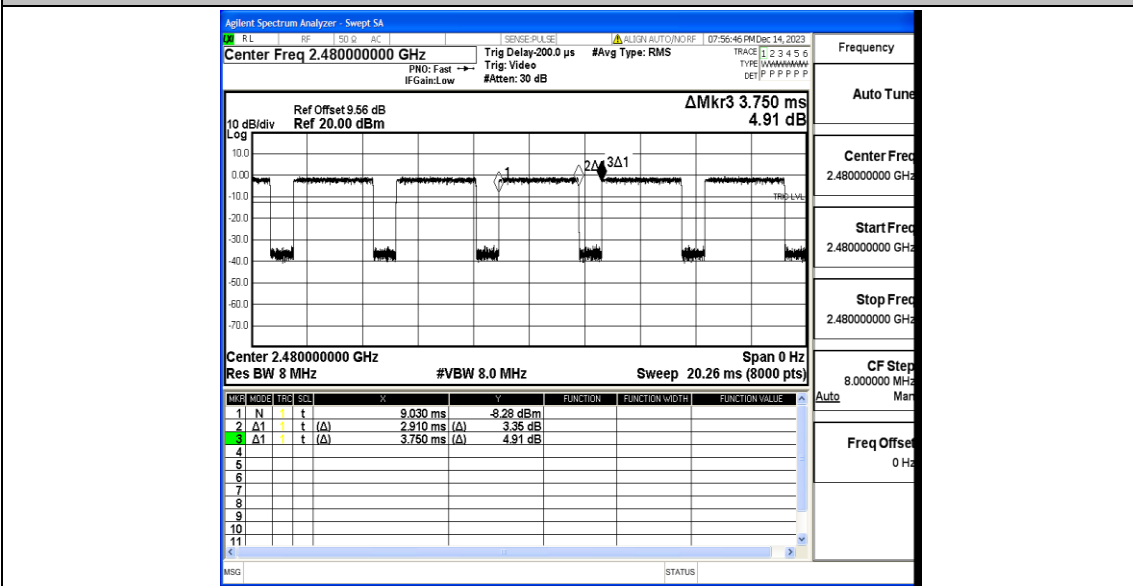 Agilent Spectrum Analyzer - Swept SA
RL RF 50 Ω AC SENSE:PULSE ALIGN AUTO/NO RF 07:56:46 PM Dec 14, 2023
Center Freq 2.480000000 GHz
PNO: Fast
IFGain:Low
Trig Delay-200.0 µs
Trig: Video
#Atten: 30 dB
#Avg Type: RMS
TRACE 1 2 3 4 5 6
TYPE WWWWWW
DET P P P P P P
ΔMkr3 3.750 ms
4.91 dB
Ref Offset 9.56 dB
10 dB/div Ref 20.00 dBm
Log
10.0
0.00
-10.0
-20.0
-30.0
-40.0
-50.0
-60.0
-70.0
1
2Δ1
3Δ1
TRIG LVL
Center 2.480000000 GHz
Span 0 Hz
Res BW 8 MHz
#VBW 8.0 MHz
Sweep 20.26 ms (8000 pts)
MKR MODE TRC SCL X Y FUNCTION FUNCTION WIDTH FUNCTION VALUE
1 N 1 t 9.030 ms -8.28 dBm
2 Δ1 1 t (Δ) 2.910 ms (Δ) 3.35 dB
3 Δ1 1 t (Δ) 3.750 ms (Δ) 4.91 dB
4
5
6
7
8
9
10
11
MSG
STATUS
Frequency
Auto Tune
Center Freq
2.480000000 GHz
Start Freq
2.480000000 GHz
Stop Freq
2.480000000 GHz
CF Step
8.000000 MHz
Auto Man
Freq Offset
0 Hz